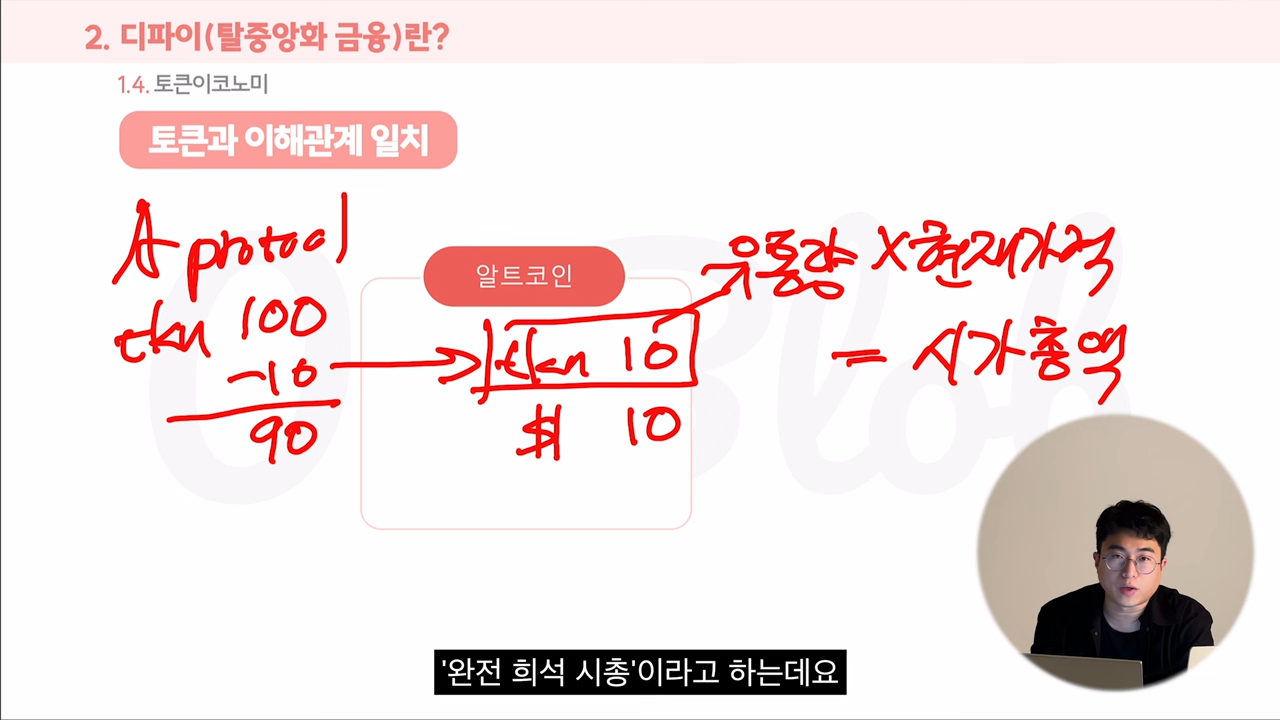 2. 디파이(탈중앙화 금융)란?
1.4. 토큰이코노미
토큰과 이해관계 일치
A protocol
tkn 100
-10
90
알트코인
tkn 10
$ 10
유통량 X 현재가격
= 시가총액
O Blok
'완전 희석 시총'이라고 하는데요